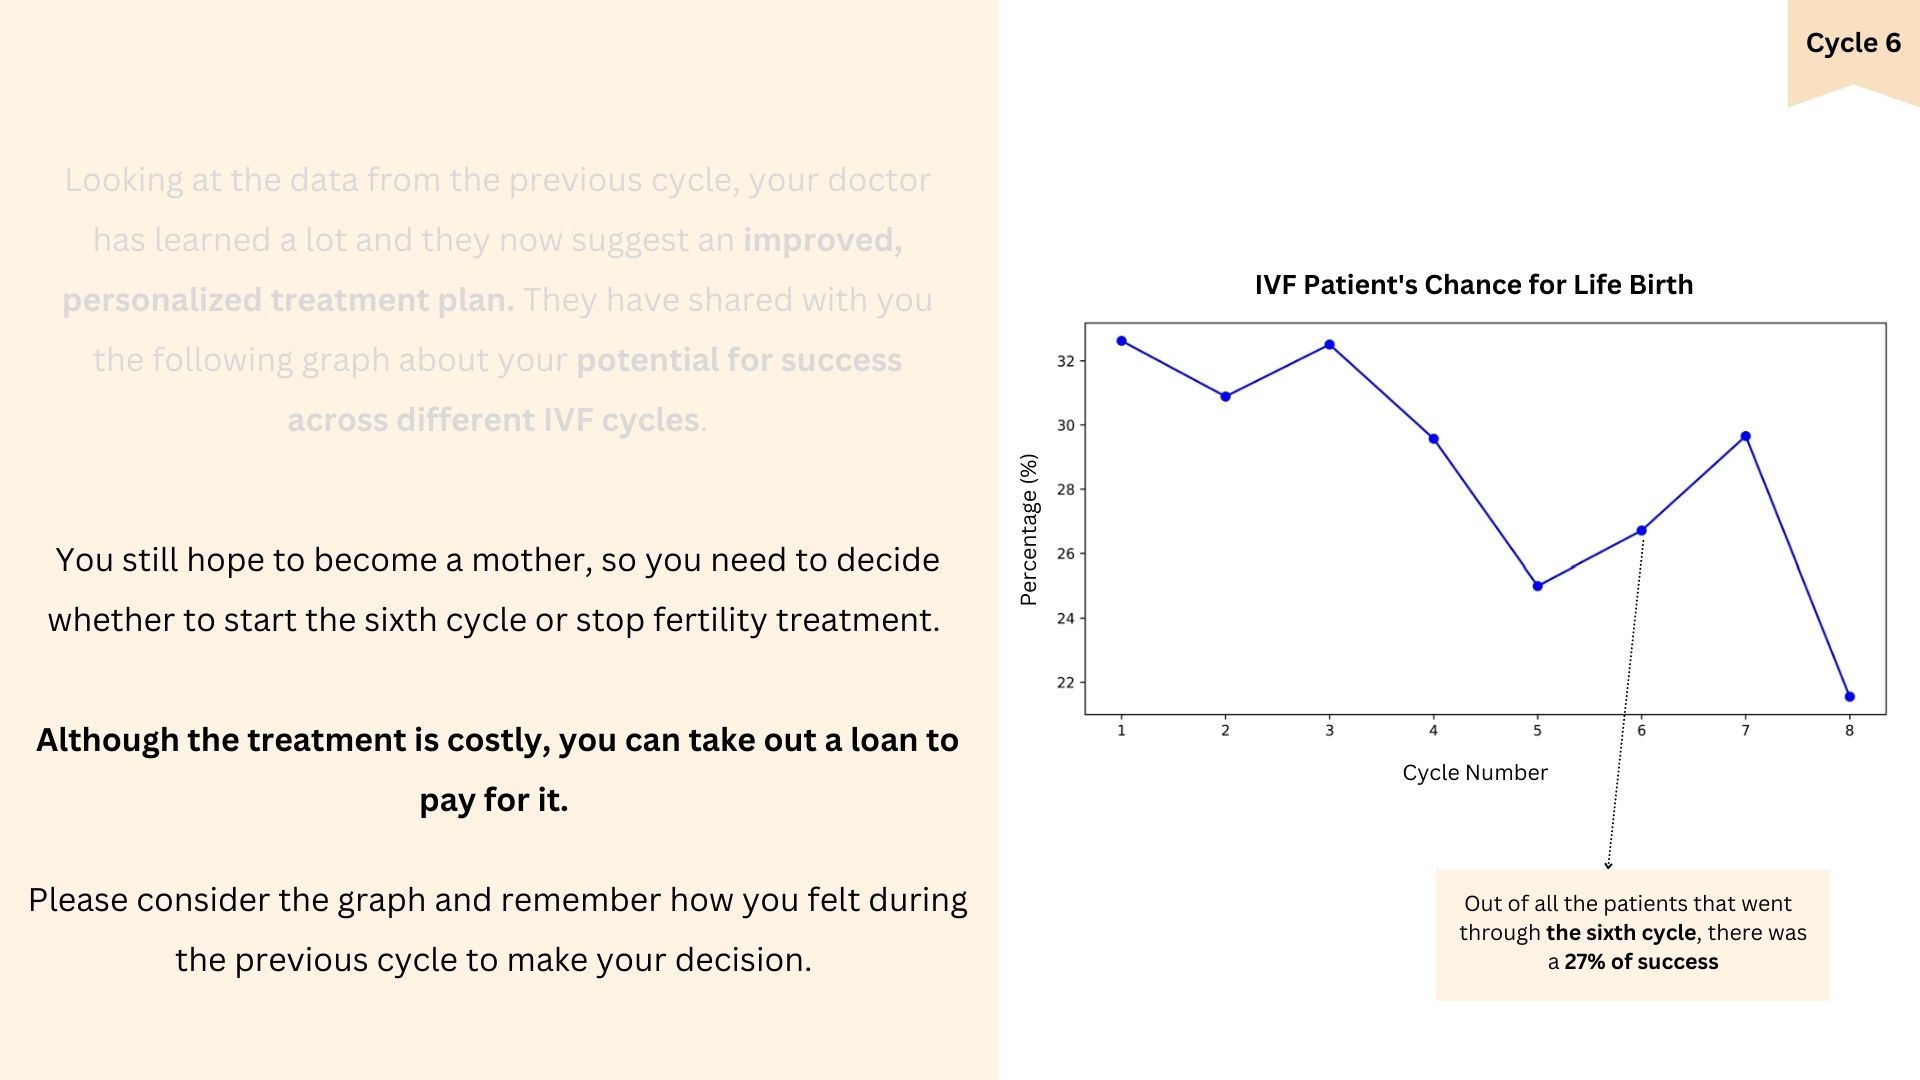 Cycle 6
Looking at the data from the previous cycle, your doctor
has learned a lot and they now suggest an improved,
personalized treatment plan. They have shared with you
the following graph about your potential for success
across different IVF cycles.
You still hope to become a mother, so you need to decide
whether to start the sixth cycle or stop fertility treatment.
Although the treatment is costly, you can take out a loan to
pay for it.
Please consider the graph and remember how you felt during
the previous cycle to make your decision.
IVF Patient's Chance for Life Birth
Percentage (%)
32
30
28
26
24
22
1 2 3 4 5 6 7 8
Cycle Number
Out of all the patients that went
through the sixth cycle, there was
a 27% of success